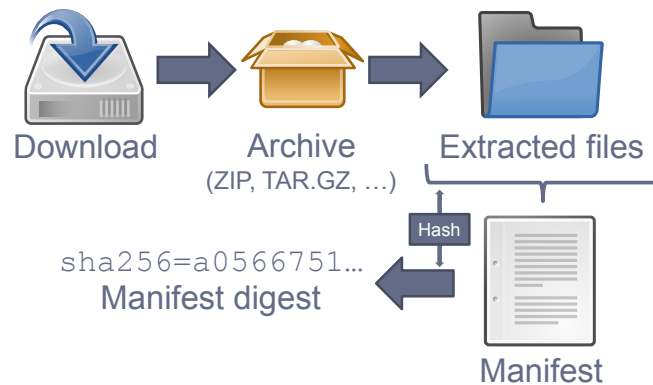 Download
Archive
(ZIP, TAR.GZ, …)
Extracted files
Hash
sha256=a0566751…
Manifest digest
Manifest